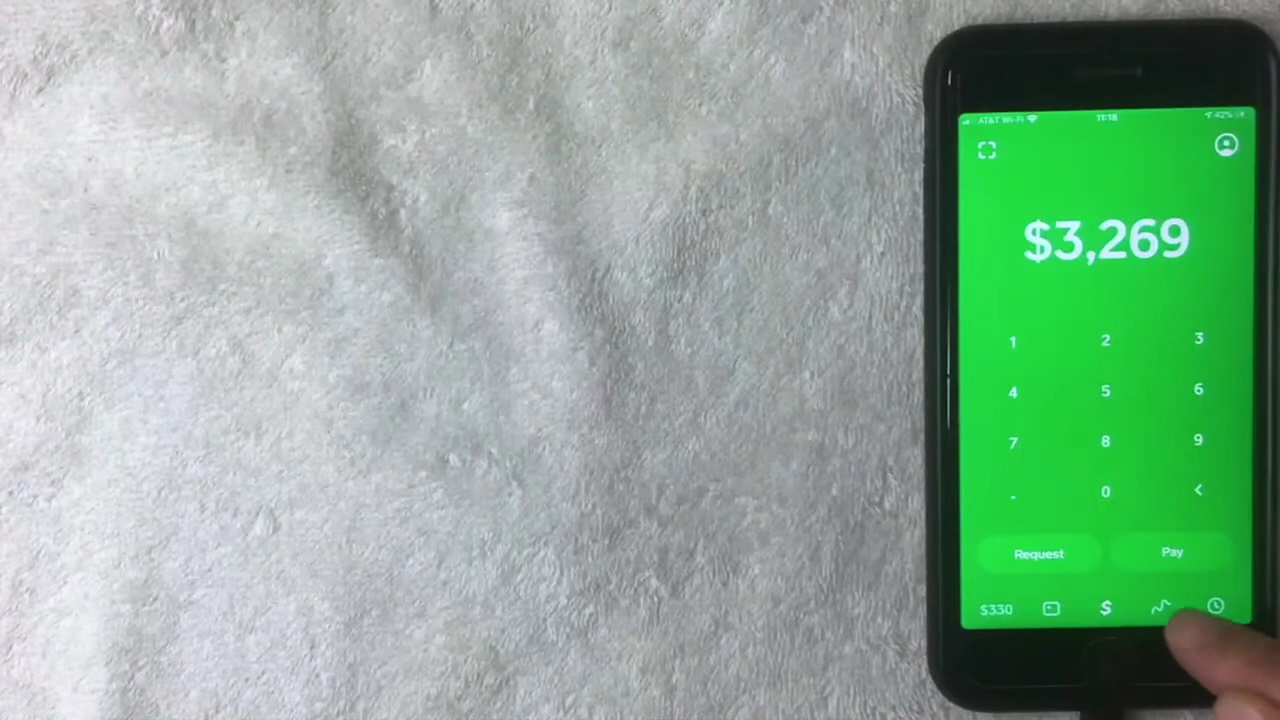 AT&T Wi-Fi 11:18 42%
$3,269
1 2 3
4 5 6
7 8 9
. 0 <
Request Pay
$330 $